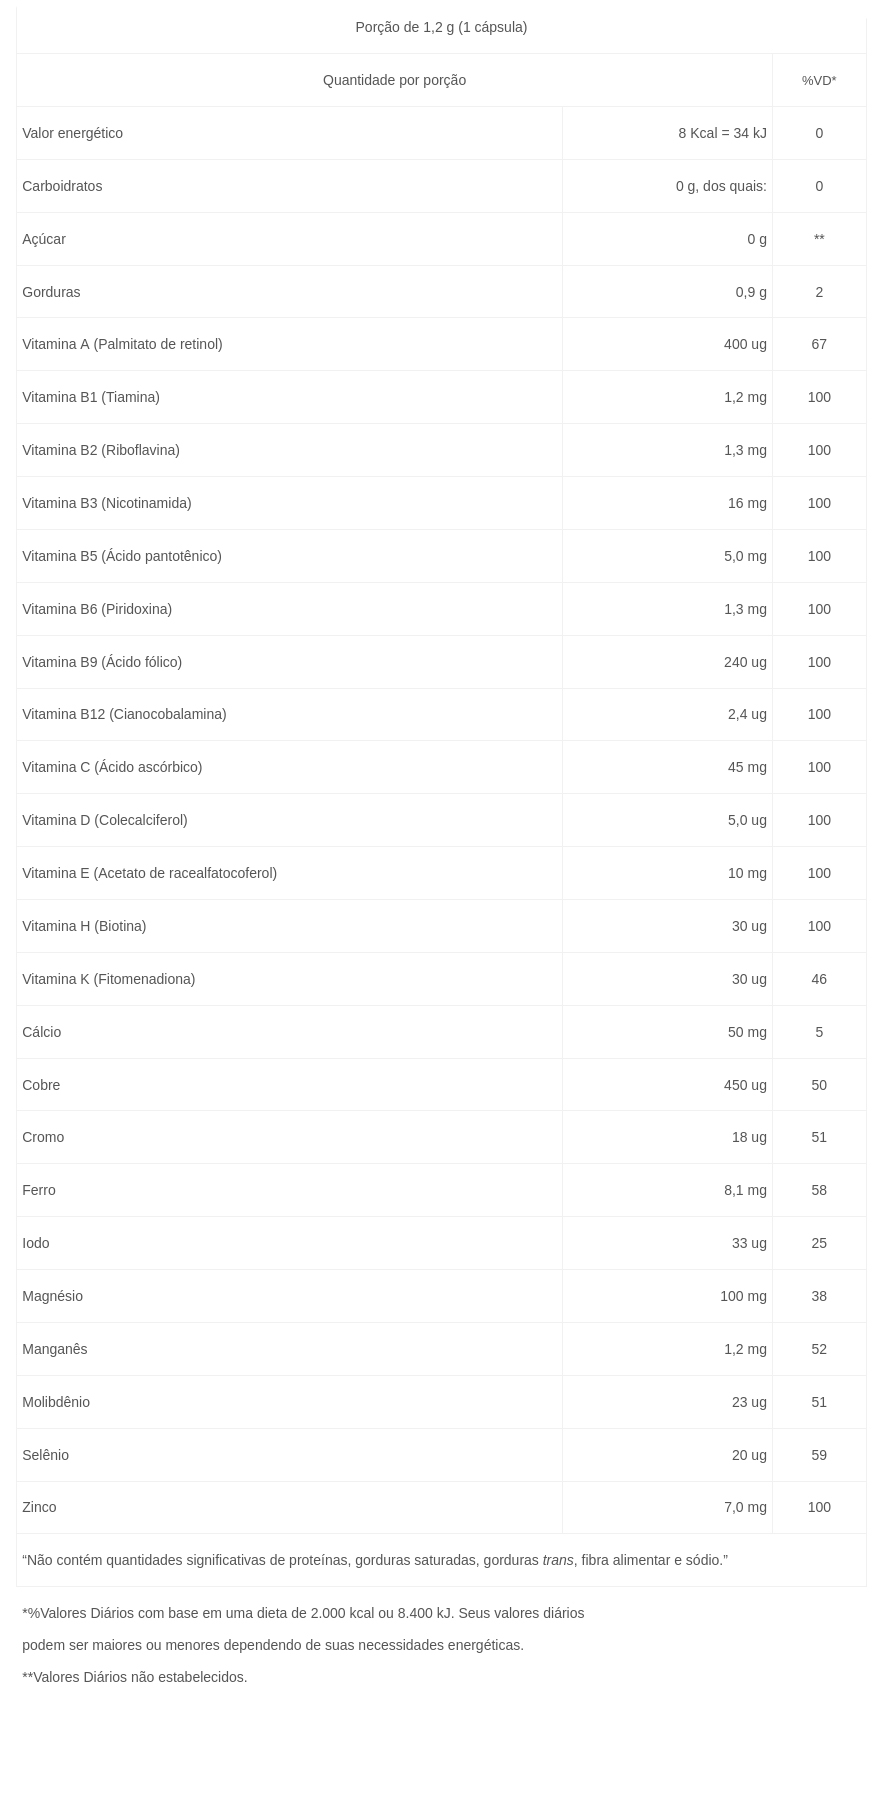 Porção de 1,2 g (1 cápsula)
Quantidade por porção %VD*
Valor energético 8 Kcal = 34 kJ 0
Carboidratos 0 g, dos quais: 0
Açúcar 0 g **
Gorduras 0,9 g 2
Vitamina A (Palmitato de retinol) 400 ug 67
Vitamina B1 (Tiamina) 1,2 mg 100
Vitamina B2 (Riboflavina) 1,3 mg 100
Vitamina B3 (Nicotinamida) 16 mg 100
Vitamina B5 (Ácido pantotênico) 5,0 mg 100
Vitamina B6 (Piridoxina) 1,3 mg 100
Vitamina B9 (Ácido fólico) 240 ug 100
Vitamina B12 (Cianocobalamina) 2,4 ug 100
Vitamina C (Ácido ascórbico) 45 mg 100
Vitamina D (Colecalciferol) 5,0 ug 100
Vitamina E (Acetato de racealfatocoferol) 10 mg 100
Vitamina H (Biotina) 30 ug 100
Vitamina K (Fitomenadiona) 30 ug 46
Cálcio 50 mg 5
Cobre 450 ug 50
Cromo 18 ug 51
Ferro 8,1 mg 58
Iodo 33 ug 25
Magnésio 100 mg 38
Manganês 1,2 mg 52
Molibdênio 23 ug 51
Selênio 20 ug 59
Zinco 7,0 mg 100
“Não contém quantidades significativas de proteínas, gorduras saturadas, gorduras trans, fibra alimentar e sódio.”
*%Valores Diários com base em uma dieta de 2.000 kcal ou 8.400 kJ. Seus valores diários
podem ser maiores ou menores dependendo de suas necessidades energéticas.
**Valores Diários não estabelecidos.